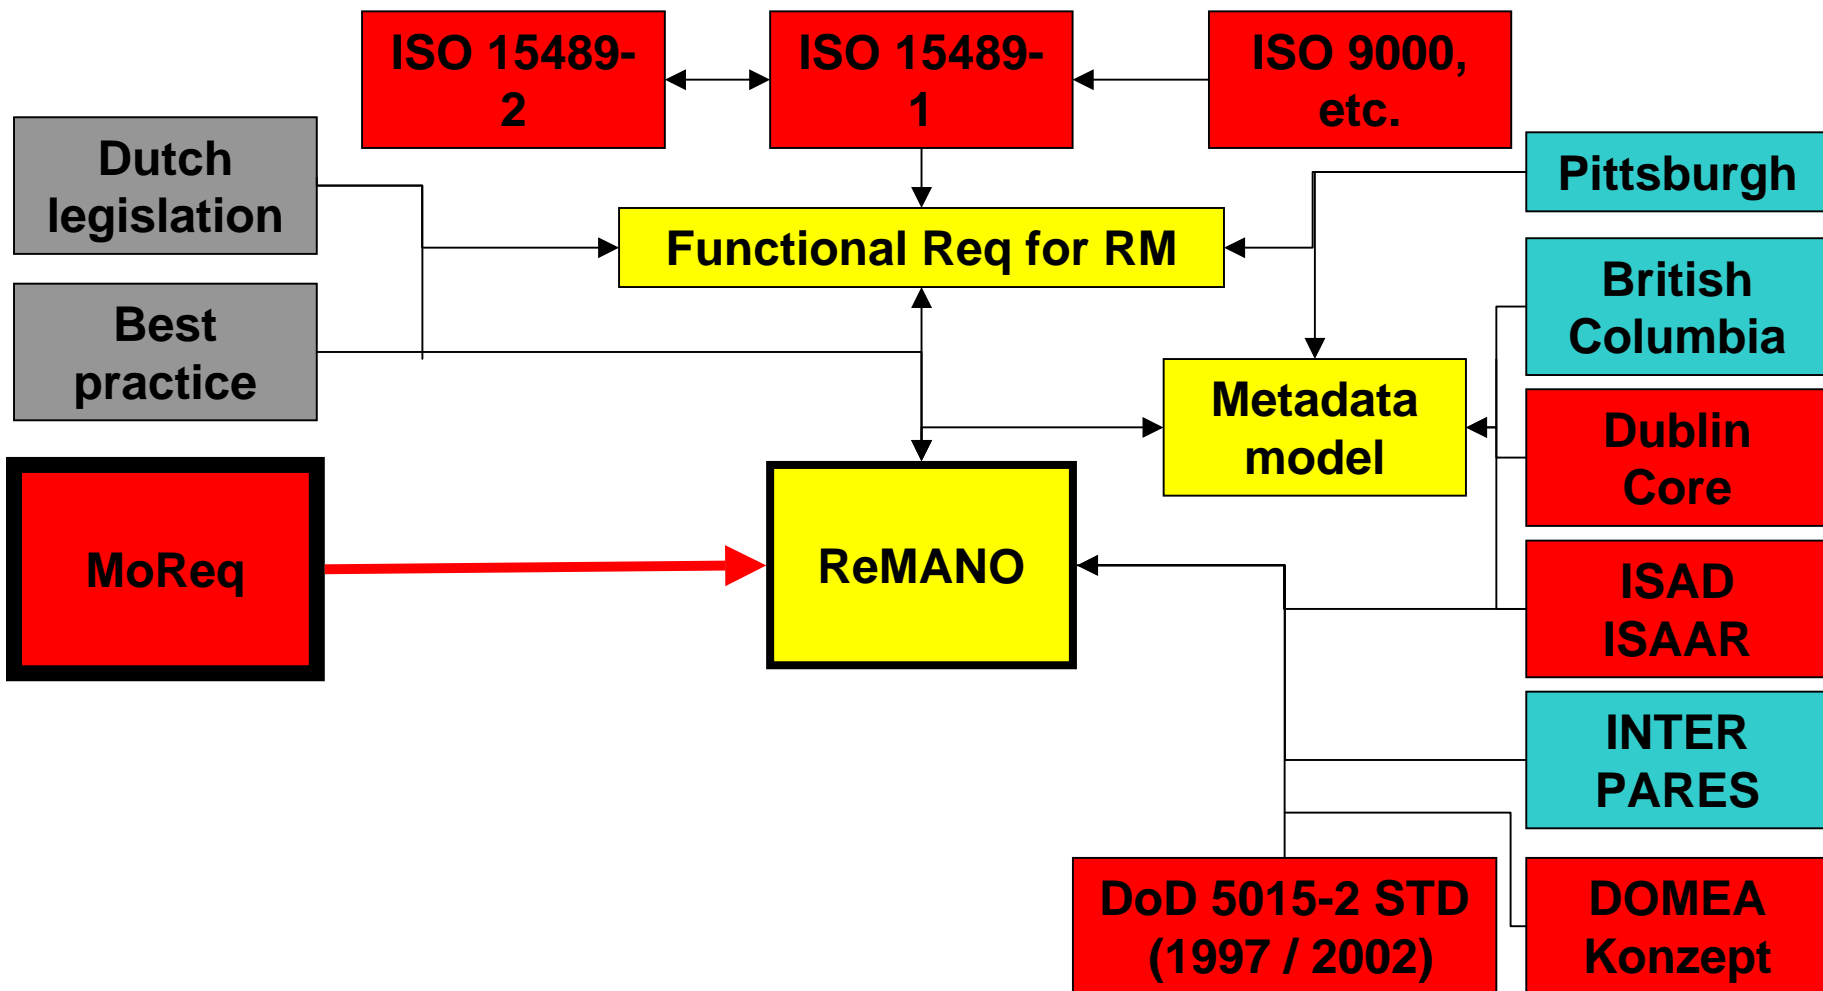 ISO 15489-
2
ISO 15489-
1
ISO 9000,
etc.
Dutch
legislation
Pittsburgh
Functional Req for RM
British
Columbia
Best
practice
Metadata
model
Dublin
Core
MoReq
ReMANO
ISAD
ISAAR
INTER
PARES
DoD 5015-2 STD
(1997 / 2002)
DOMEA
Konzept